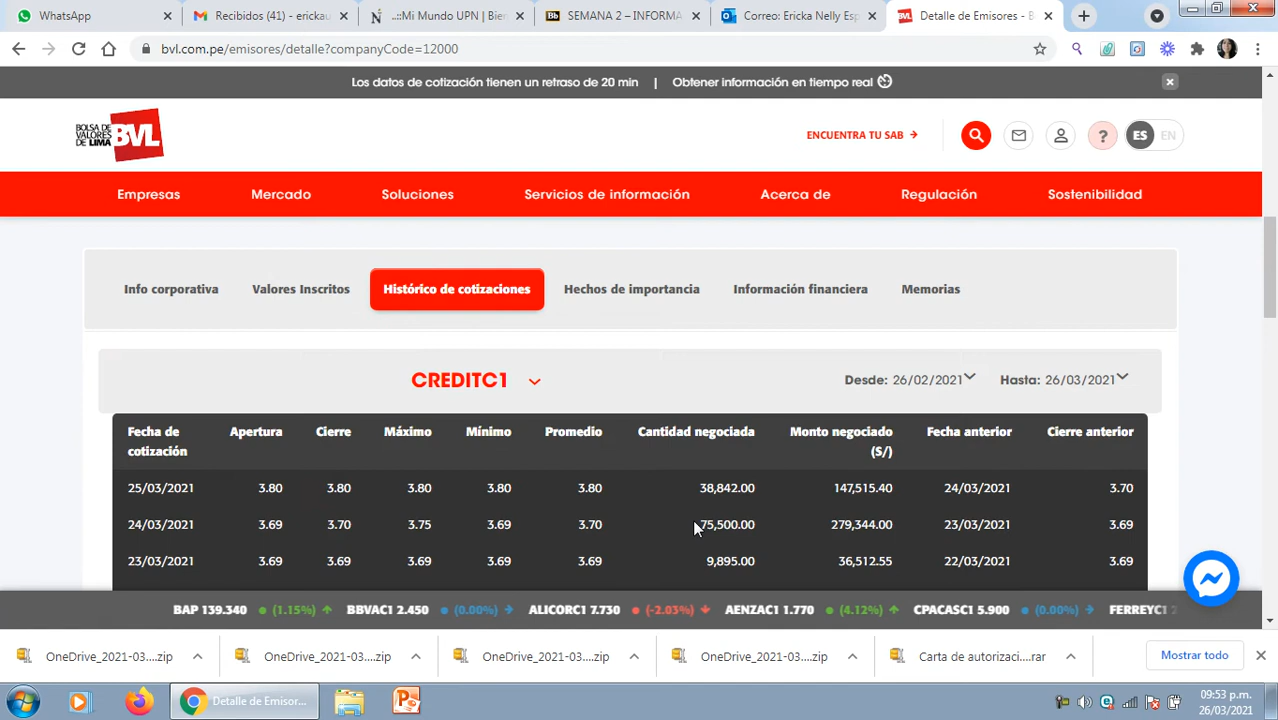 WhatsApp
Recibidos (41) - erickau
..::Mi Mundo UPN | Bien
SEMANA 2 – INFORMA
Correo: Ericka Nelly Esp
Detalle de Emisores - B
bvl.com.pe/emisores/detalle?companyCode=12000
Los datos de cotización tienen un retraso de 20 min | Obtener información en tiempo real
BOLSA DE VALORES DE LIMA BVL
ENCUENTRA TU SAB
? ES EN
Empresas Mercado Soluciones Servicios de información Acerca de Regulación Sostenibilidad
Info corporativa Valores Inscritos Histórico de cotizaciones Hechos de importancia Información financiera Memorias
CREDITC1 Desde: 26/02/2021 Hasta: 26/03/2021
Fecha de cotización Apertura Cierre Máximo Mínimo Promedio Cantidad negociada Monto negociado (S/) Fecha anterior Cierre anterior
25/03/2021 3.80 3.80 3.80 3.80 3.80 38,842.00 147,515.40 24/03/2021 3.70
24/03/2021 3.69 3.70 3.75 3.69 3.70 75,500.00 279,344.00 23/03/2021 3.69
23/03/2021 3.69 3.69 3.69 3.69 3.69 9,895.00 36,512.55 22/03/2021 3.69
BAP 139.340 (1.15%) BBVAC1 2.450 (0.00%) ALICORC1 7.730 (-2.03%) AENZAC1 1.770 (4.12%) CPACASC1 5.900 (0.00%) FERREYC1
OneDrive_2021-03....zip OneDrive_2021-03....zip OneDrive_2021-03....zip OneDrive_2021-03....zip Carta de autorizaci....rar Mostrar todo
Detalle de Emisor...
09:53 p.m.
26/03/2021